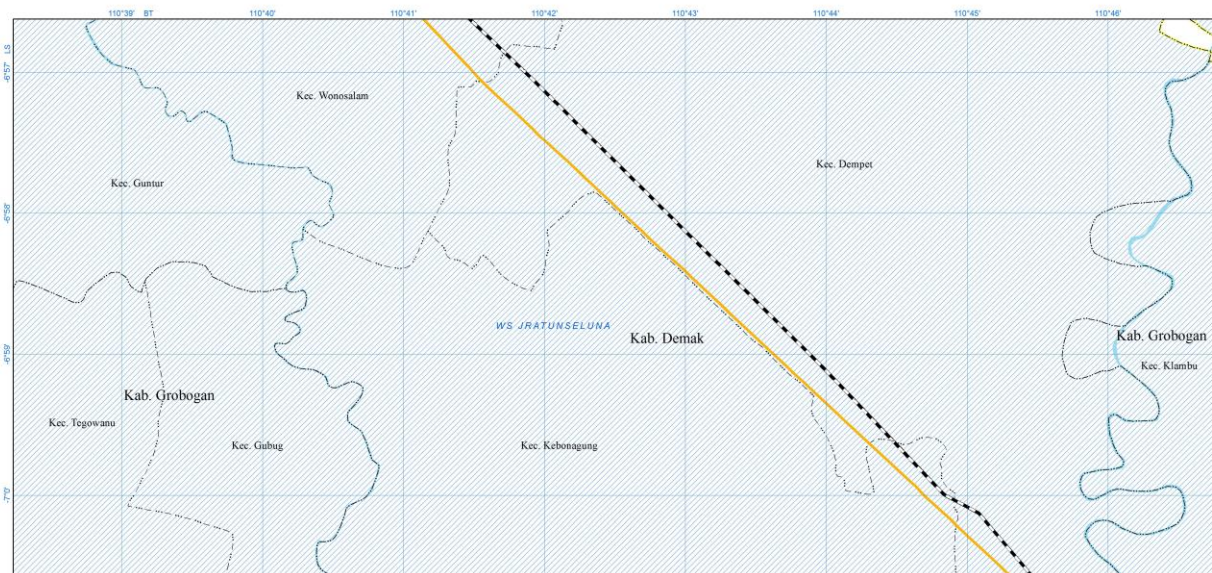 110°39' BT 110°40' 110°41' 110°42' 110°43' 110°44' 110°45' 110°46'
LS
-6°57'
Kec. Wonosalam
Kec. Dempet
Kec. Guntur
-6°58'
WS JRATUNSELUNA
Kab. Demak
Kab. Grobogan
-6°59'
Kec. Klambu
Kab. Grobogan
Kec. Tegowanu
Kec. Gubug
Kec. Kebonagung
-7°0'